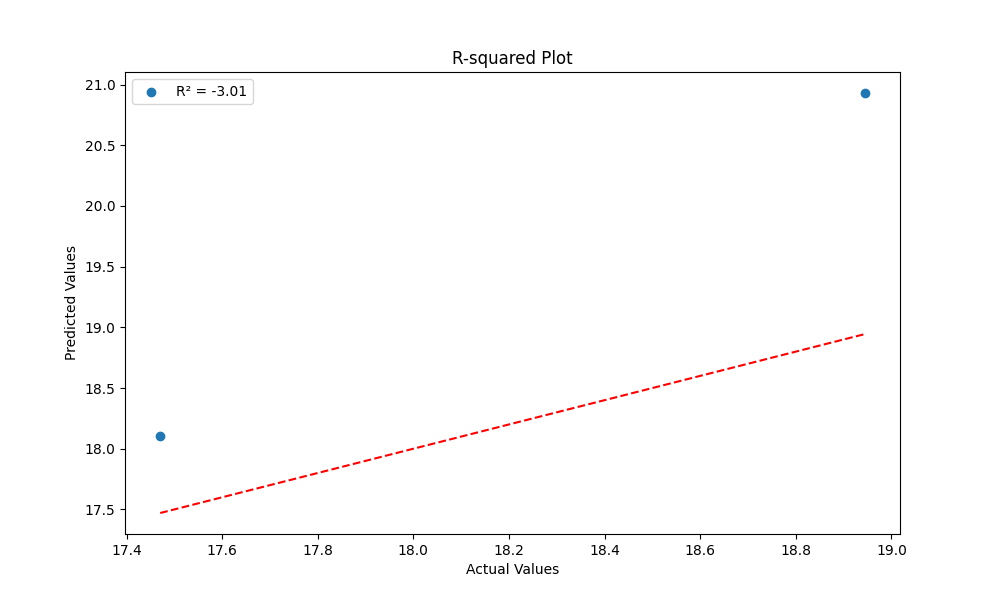 R-squared Plot
R² = -3.01
21.0
20.5
20.0
19.5
19.0
18.5
18.0
17.5
Predicted Values
17.4 17.6 17.8 18.0 18.2 18.4 18.6 18.8 19.0
Actual Values